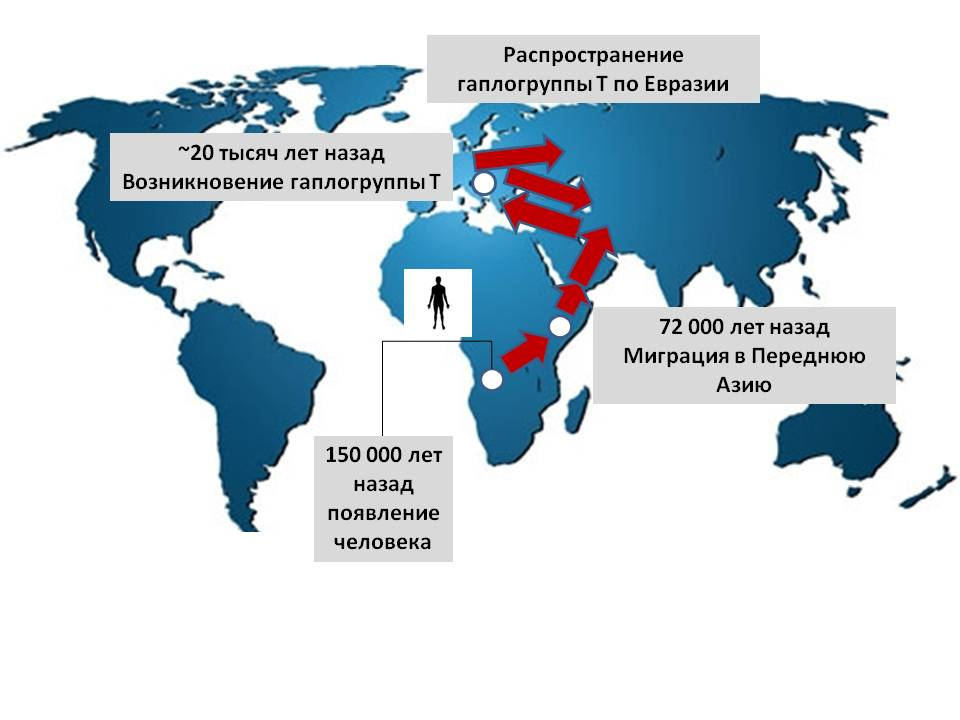 Распространение
гаплогруппы Т по Евразии
~20 тысяч лет назад
Возникновение гаплогруппы Т
72 000 лет назад
Миграция в Переднюю
Азию
150 000 лет
назад
появление
человека